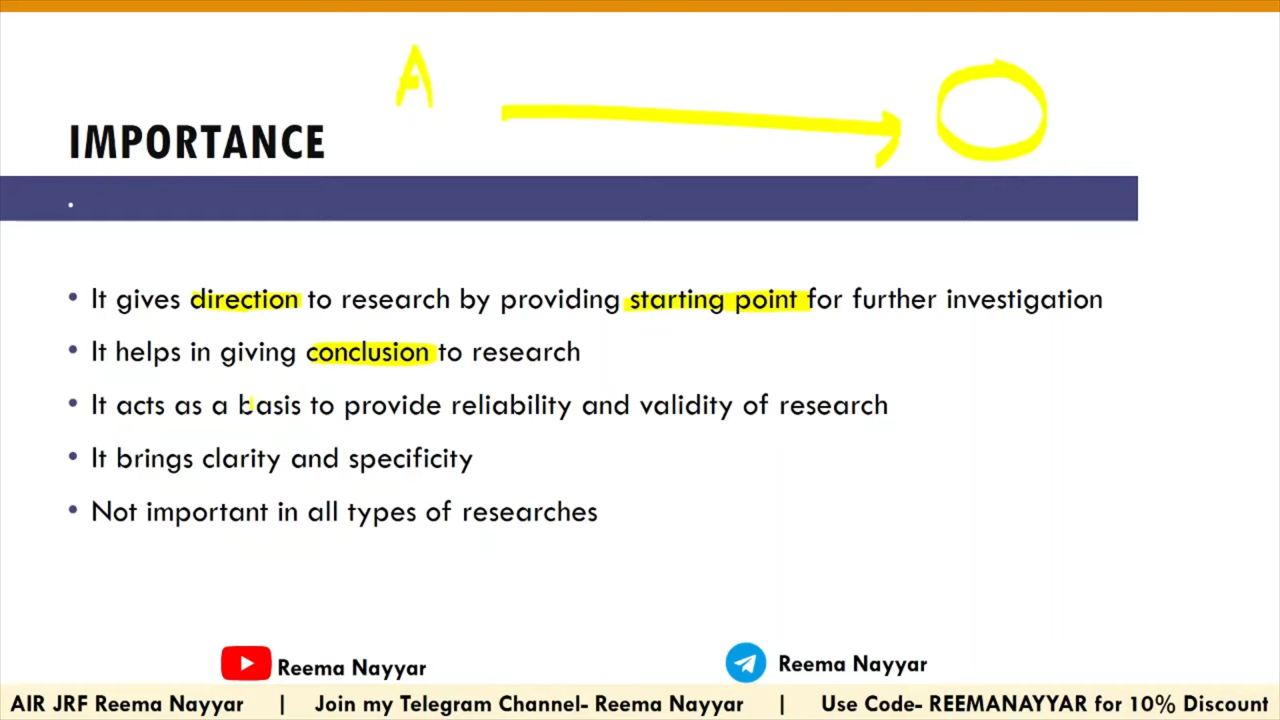 A
IMPORTANCE
• It gives direction to research by providing starting point for further investigation
• It helps in giving conclusion to research
• It acts as a basis to provide reliability and validity of research
• It brings clarity and specificity
• Not important in all types of researches
Reema Nayyar
Reema Nayyar
AIR JRF Reema Nayyar | Join my Telegram Channel- Reema Nayyar | Use Code- REEMANAYYAR for 10% Discount